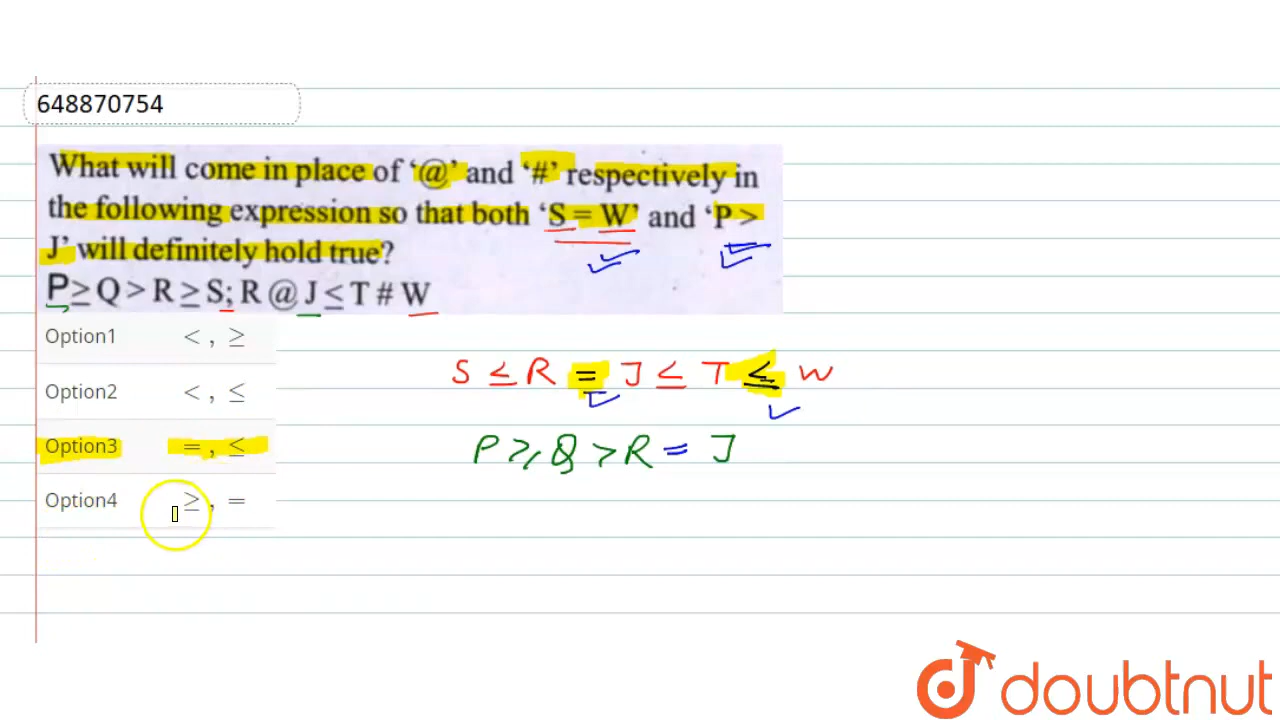 648870754
What will come in place of ‘@’ and ‘#’ respectively in
the following expression so that both ‘S = W’ and ‘P >
J’ will definitely hold true?
P ≥ Q > R ≥ S; R @ J ≤ T # W
Option1 < , ≥
Option2 < , ≤
Option3 = , ≤
Option4 ≥ , =
S ≤ R = J ≤ T ≤ W
P ≥ Q > R = J
doubtnut